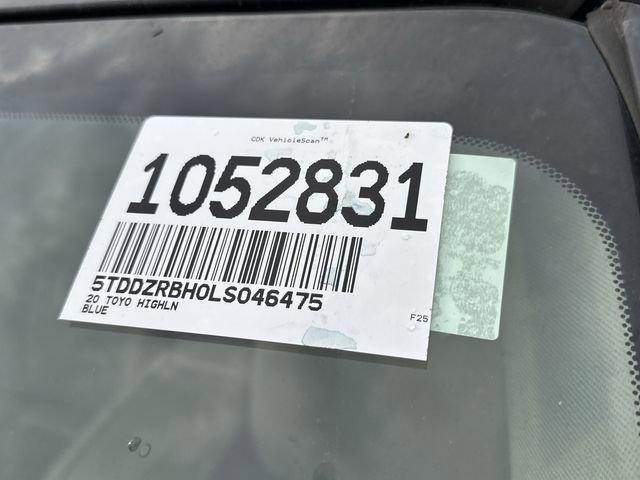 CDK VehicleScan™
1052831
5TDDZRBH0LS046475
20 TOYO HIGHLN
BLUE
F25